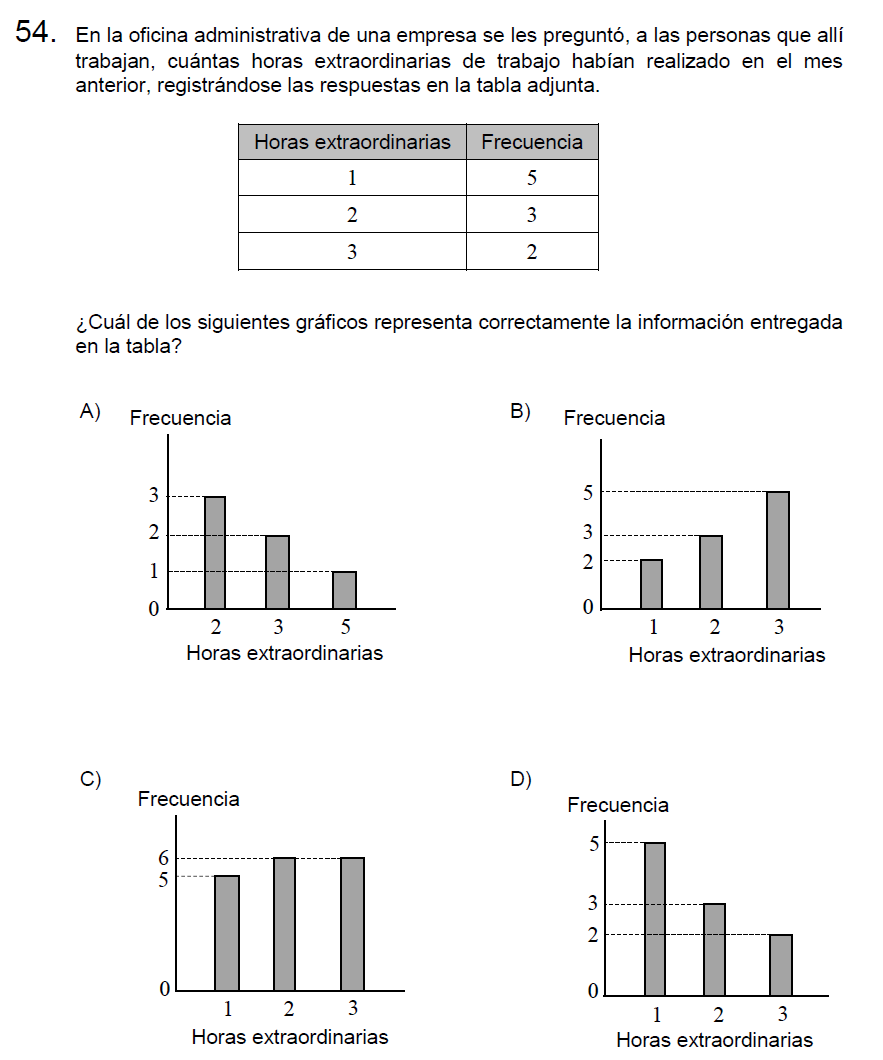 54. En la oficina administrativa de una empresa se les preguntó, a las personas que allí
trabajan, cuántas horas extraordinarias de trabajo habían realizado en el mes
anterior, registrándose las respuestas en la tabla adjunta.
Horas extraordinarias Frecuencia
1 5
2 3
3 2
¿Cuál de los siguientes gráficos representa correctamente la información entregada
en la tabla?
A)
Frecuencia
3
2
1
0
2 3 5
Horas extraordinarias
B)
Frecuencia
5
3
2
0
1 2 3
Horas extraordinarias
C)
Frecuencia
6
5
0
1 2 3
Horas extraordinarias
D)
Frecuencia
5
3
2
0
1 2 3
Horas extraordinarias